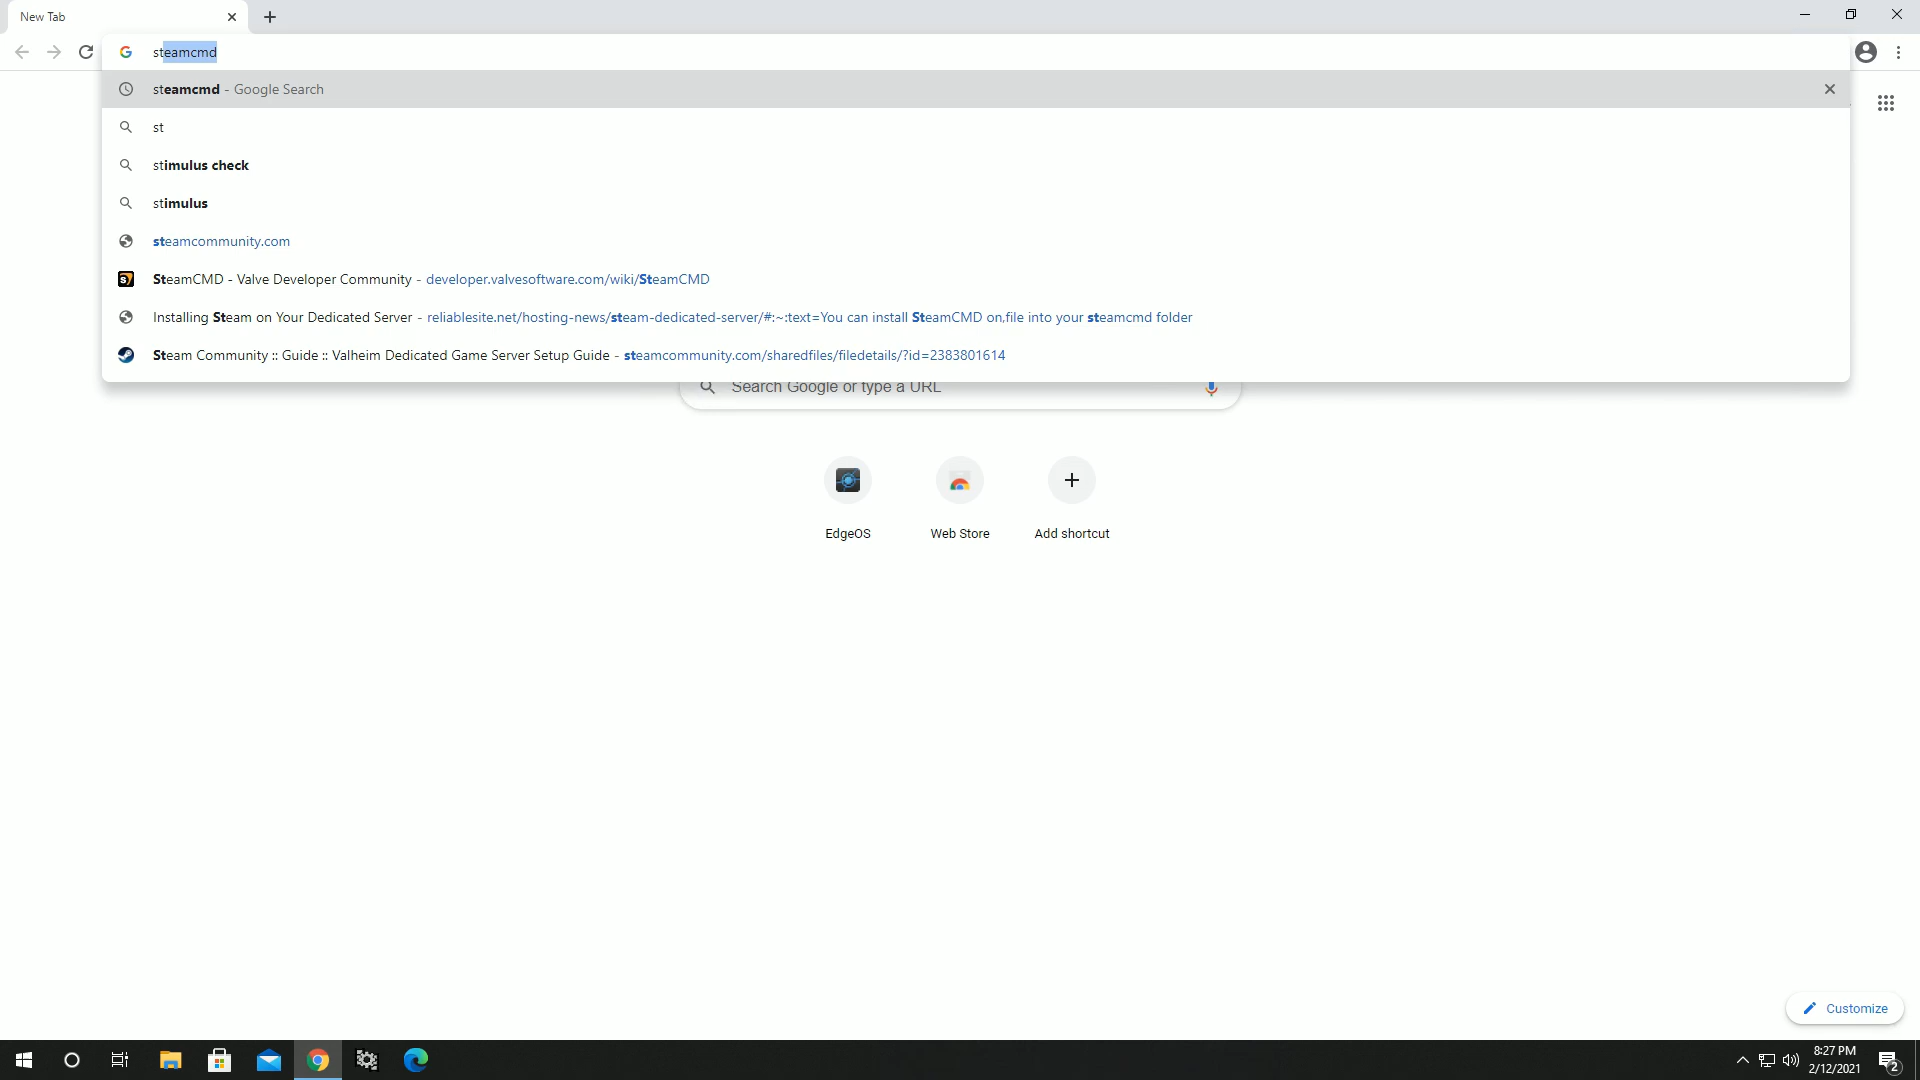 New Tab
steamcmd
steamcmd - Google Search
st
stimulus check
stimulus
steamcommunity.com
SteamCMD - Valve Developer Community - developer.valvesoftware.com/wiki/SteamCMD
Installing Steam on Your Dedicated Server - reliablesite.net/hosting-news/steam-dedicated-server/#:~:text=You can install SteamCMD on,file into your steamcmd folder
Steam Community :: Guide :: Valheim Dedicated Game Server Setup Guide - steamcommunity.com/sharedfiles/filedetails/?id=2383801614
Search Google or type a URL
EdgeOS
Web Store
Add shortcut
Customize
8:27 PM
2/12/2021
2